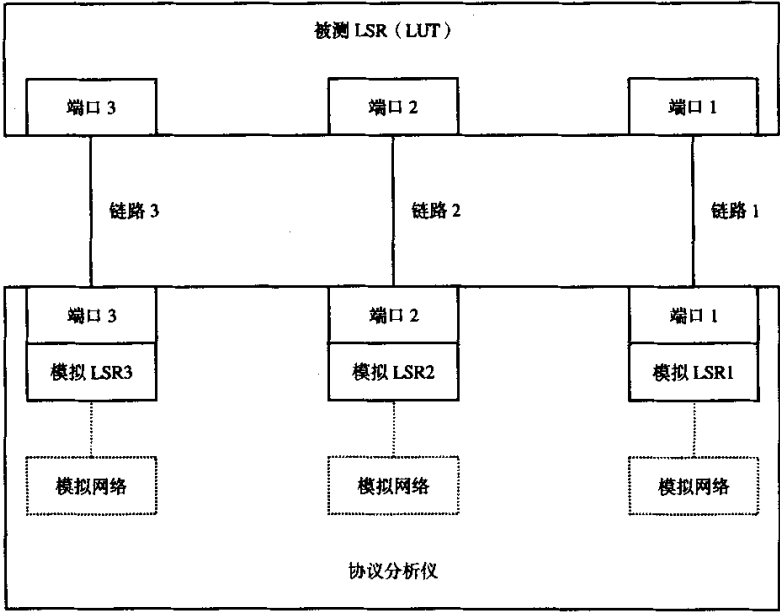 被测 LSR（LUT）
端口 3 端口 2 端口 1
链路 3 链路 2 链路 1
端口 3 端口 2 端口 1
模拟 LSR3 模拟 LSR2 模拟 LSR1
模拟网络 模拟网络 模拟网络
协议分析仪